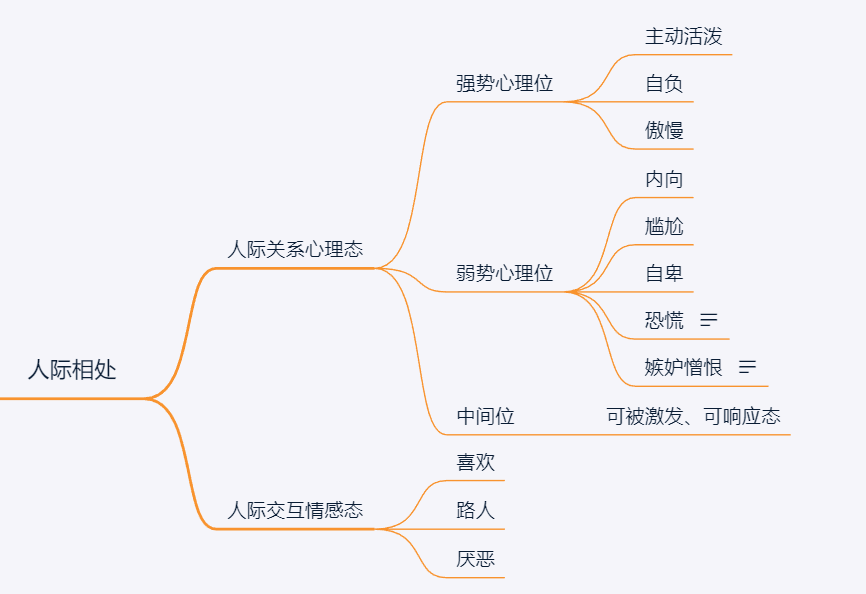 主动活泼
强势心理位
自负
傲慢
内向
尴尬
人际关系心理态
弱势心理位
自卑
恐慌
嫉妒憎恨
人际相处
中间位
可被激发、可响应态
喜欢
人际交互情感态
路人
厌恶